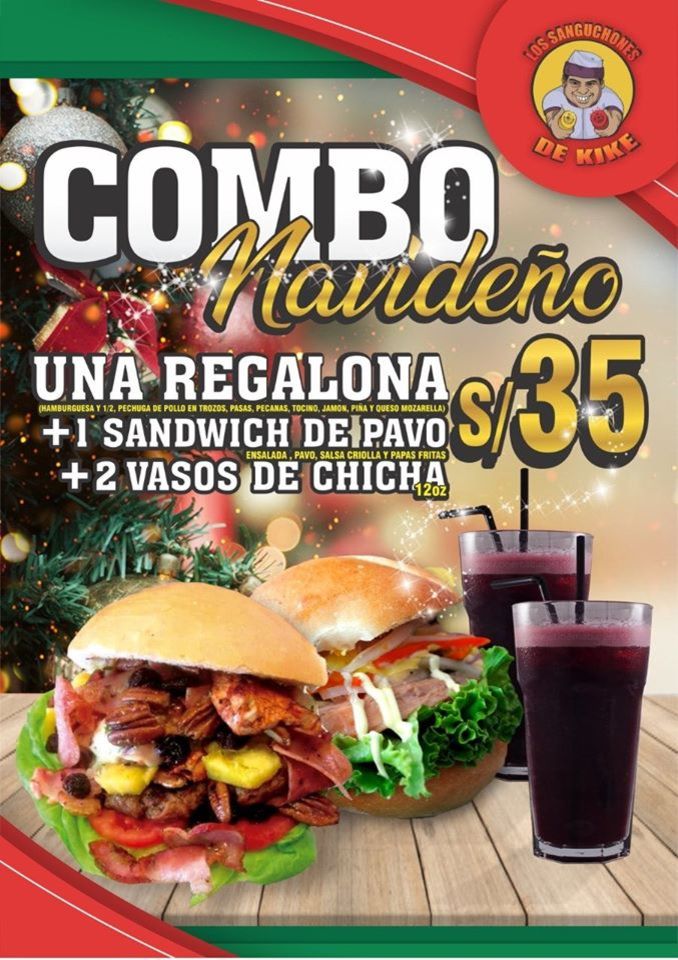 LOS SANGUCHONES
DE KIKE
COMBO
Navideño
UNA REGALONA
(HAMBURGUESA Y 1/2, PECHUGA DE POLLO EN TROZOS, PASAS, PECANAS, TOCINO, JAMON, PIÑA Y QUESO MOZARELLA)
S/35
+1 SANDWICH DE PAVO
ENSALADA , PAVO, SALSA CRIOLLA Y PAPAS FRITAS
+2 VASOS DE CHICHA
12oz